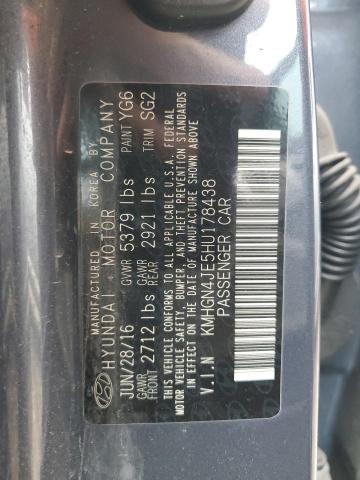 MANUFACTURED IN KOREA BY
HYUNDAI MOTOR COMPANY
JUN/28/16 GVWR 5379 lbs PAINT YG6
GAWR FRONT 2712 lbs GAWR REAR 2921 lbs TRIM SG2
THIS VEHICLE CONFORMS TO ALL APPLICABLE U.S.A. FEDERAL
MOTOR VEHICLE SAFETY, BUMPER, AND THEFT PREVENTION STANDARDS
IN EFFECT ON THE DATE OF MANUFACTURE SHOWN ABOVE
V.I.N KMHGN4JE5HU178438
PASSENGER CAR